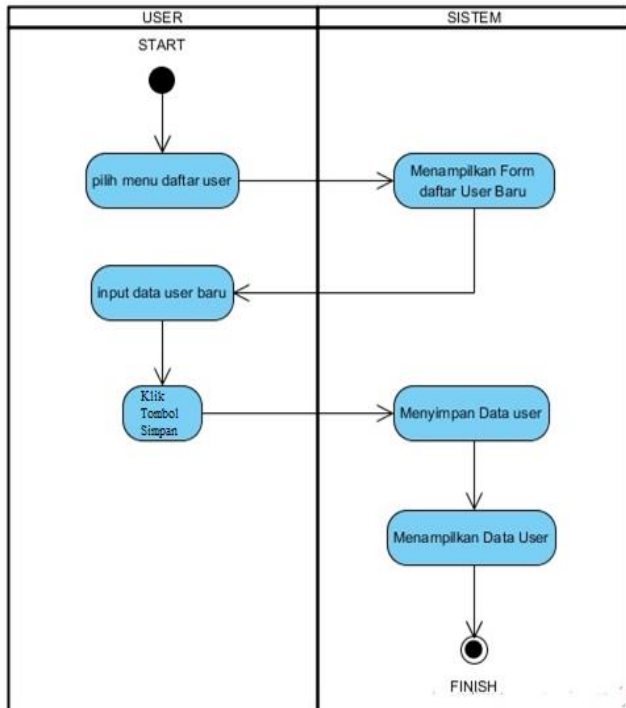 USER
SISTEM
START
pilih menu daftar user
Menampilkan Form
daftar User Baru
input data user baru
Klik
Tombol
Simpan
Menyimpan Data user
Menampilkan Data User
FINISH